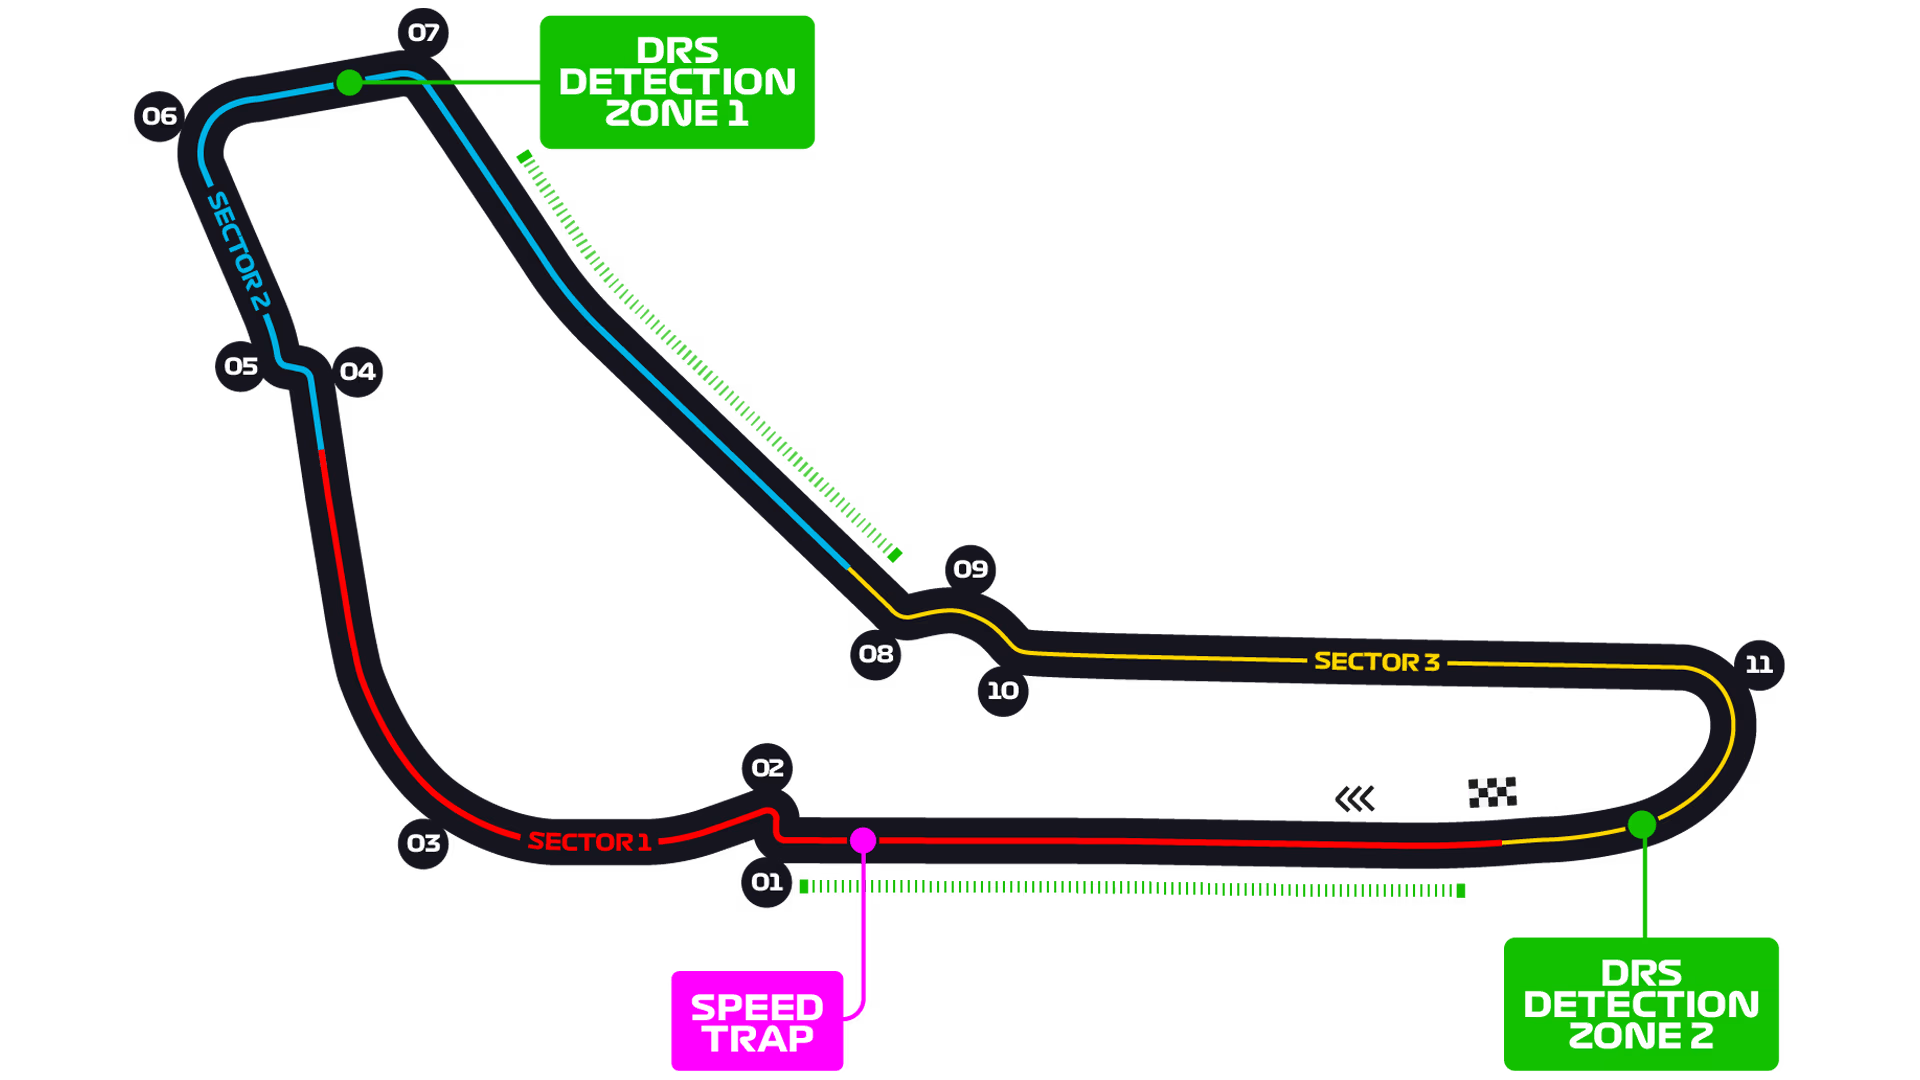 07
DRS
DETECTION
ZONE 1
06
SECTOR 2
05
04
09
08
SECTOR 3
11
10
02
03
SECTOR 1
01
SPEED
TRAP
DRS
DETECTION
ZONE 2